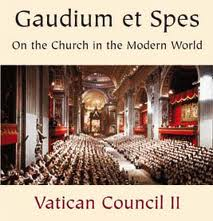 Gaudium et Spes
On the Church in the Modern World
Vatican Council II